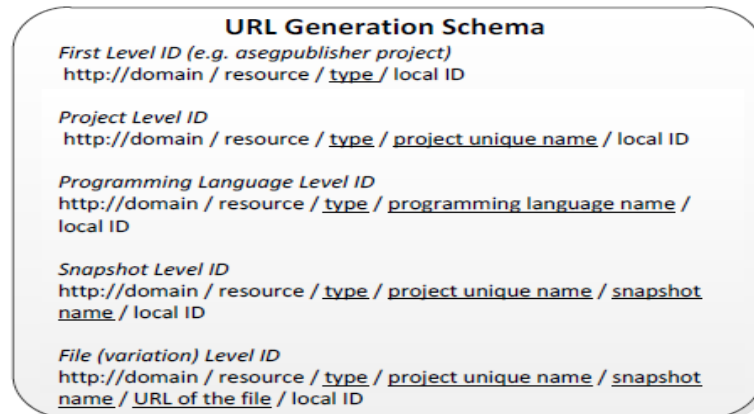 URL Generation Schema
First Level ID (e.g. asegpublisher project)
http://domain / resource / type / local ID
Project Level ID
http://domain / resource / type / project unique name / local ID
Programming Language Level ID
http://domain / resource / type / programming language name /
local ID
Snapshot Level ID
http://domain / resource / type / project unique name / snapshot
name / local ID
File (variation) Level ID
http://domain / resource / type / project unique name / snapshot
name / URL of the file / local ID